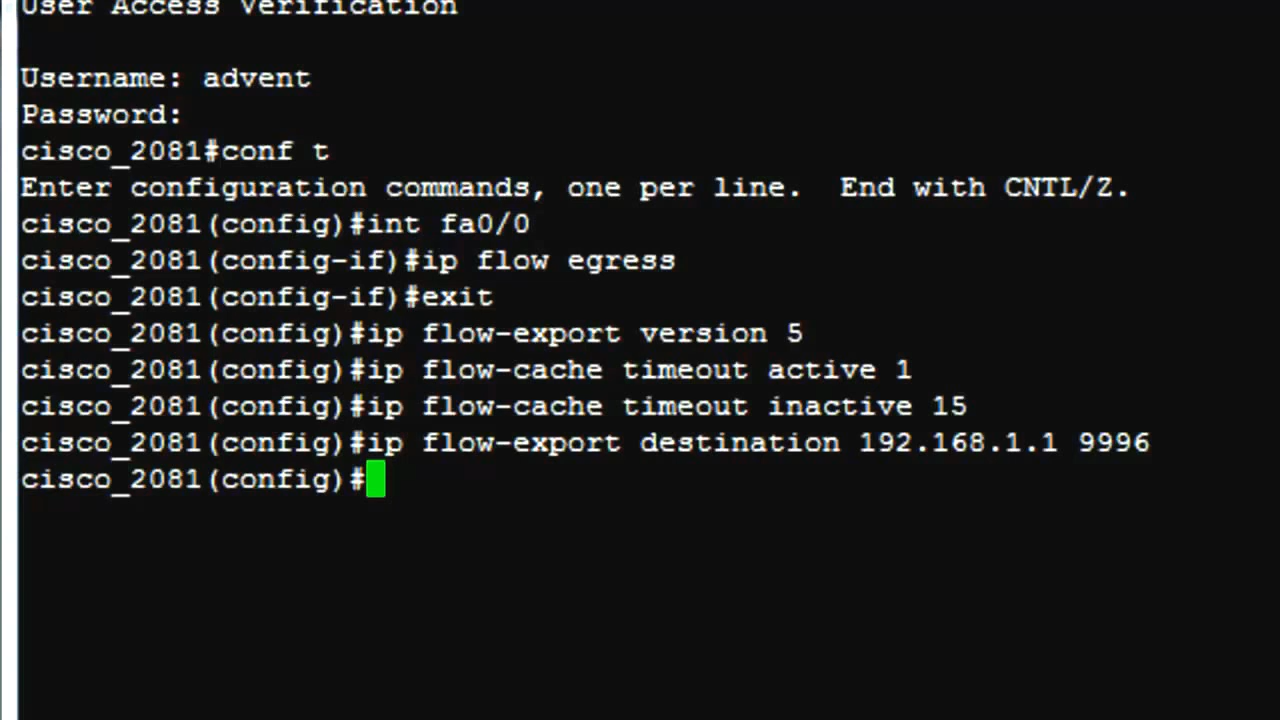 User Access Verification
Username: advent
Password:
cisco_2081#conf t
Enter configuration commands, one per line.  End with CNTL/Z.
cisco_2081(config)#int fa0/0
cisco_2081(config-if)#ip flow egress
cisco_2081(config-if)#exit
cisco_2081(config)#ip flow-export version 5
cisco_2081(config)#ip flow-cache timeout active 1
cisco_2081(config)#ip flow-cache timeout inactive 15
cisco_2081(config)#ip flow-export destination 192.168.1.1 9996
cisco_2081(config)#